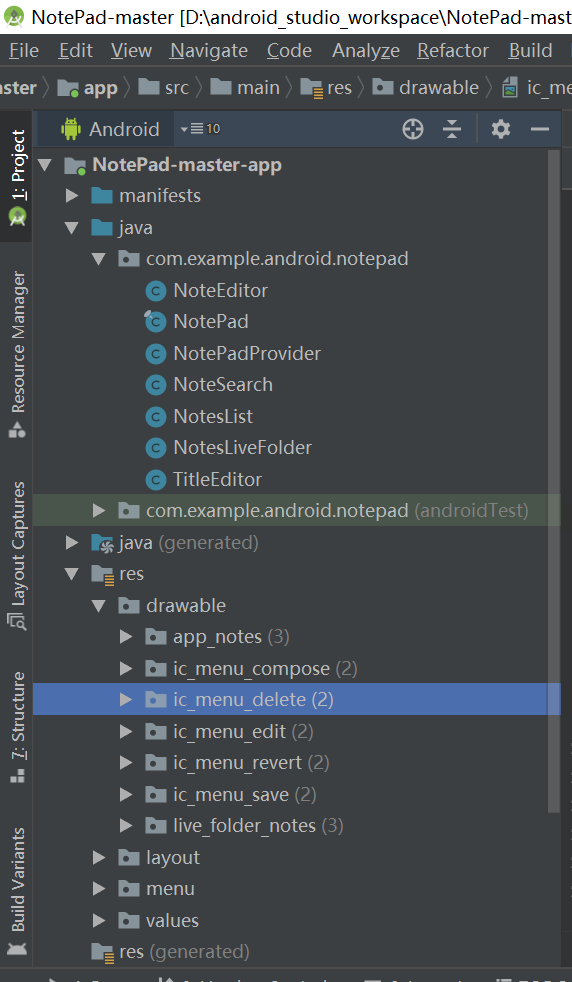 NotePad-master [D:\android_studio_workspace\NotePad-mast
File Edit View Navigate Code Analyze Refactor Build
ster app src main res drawable ic_me
1: Project
Android 10
NotePad-master-app
manifests
java
com.example.android.notepad
NoteEditor
NotePad
NotePadProvider
NoteSearch
NotesList
NotesLiveFolder
TitleEditor
com.example.android.notepad (androidTest)
java (generated)
res
drawable
app_notes (3)
ic_menu_compose (2)
ic_menu_delete (2)
ic_menu_edit (2)
ic_menu_revert (2)
ic_menu_save (2)
live_folder_notes (3)
layout
menu
values
res (generated)
Resource Manager
Layout Captures
7: Structure
Build Variants